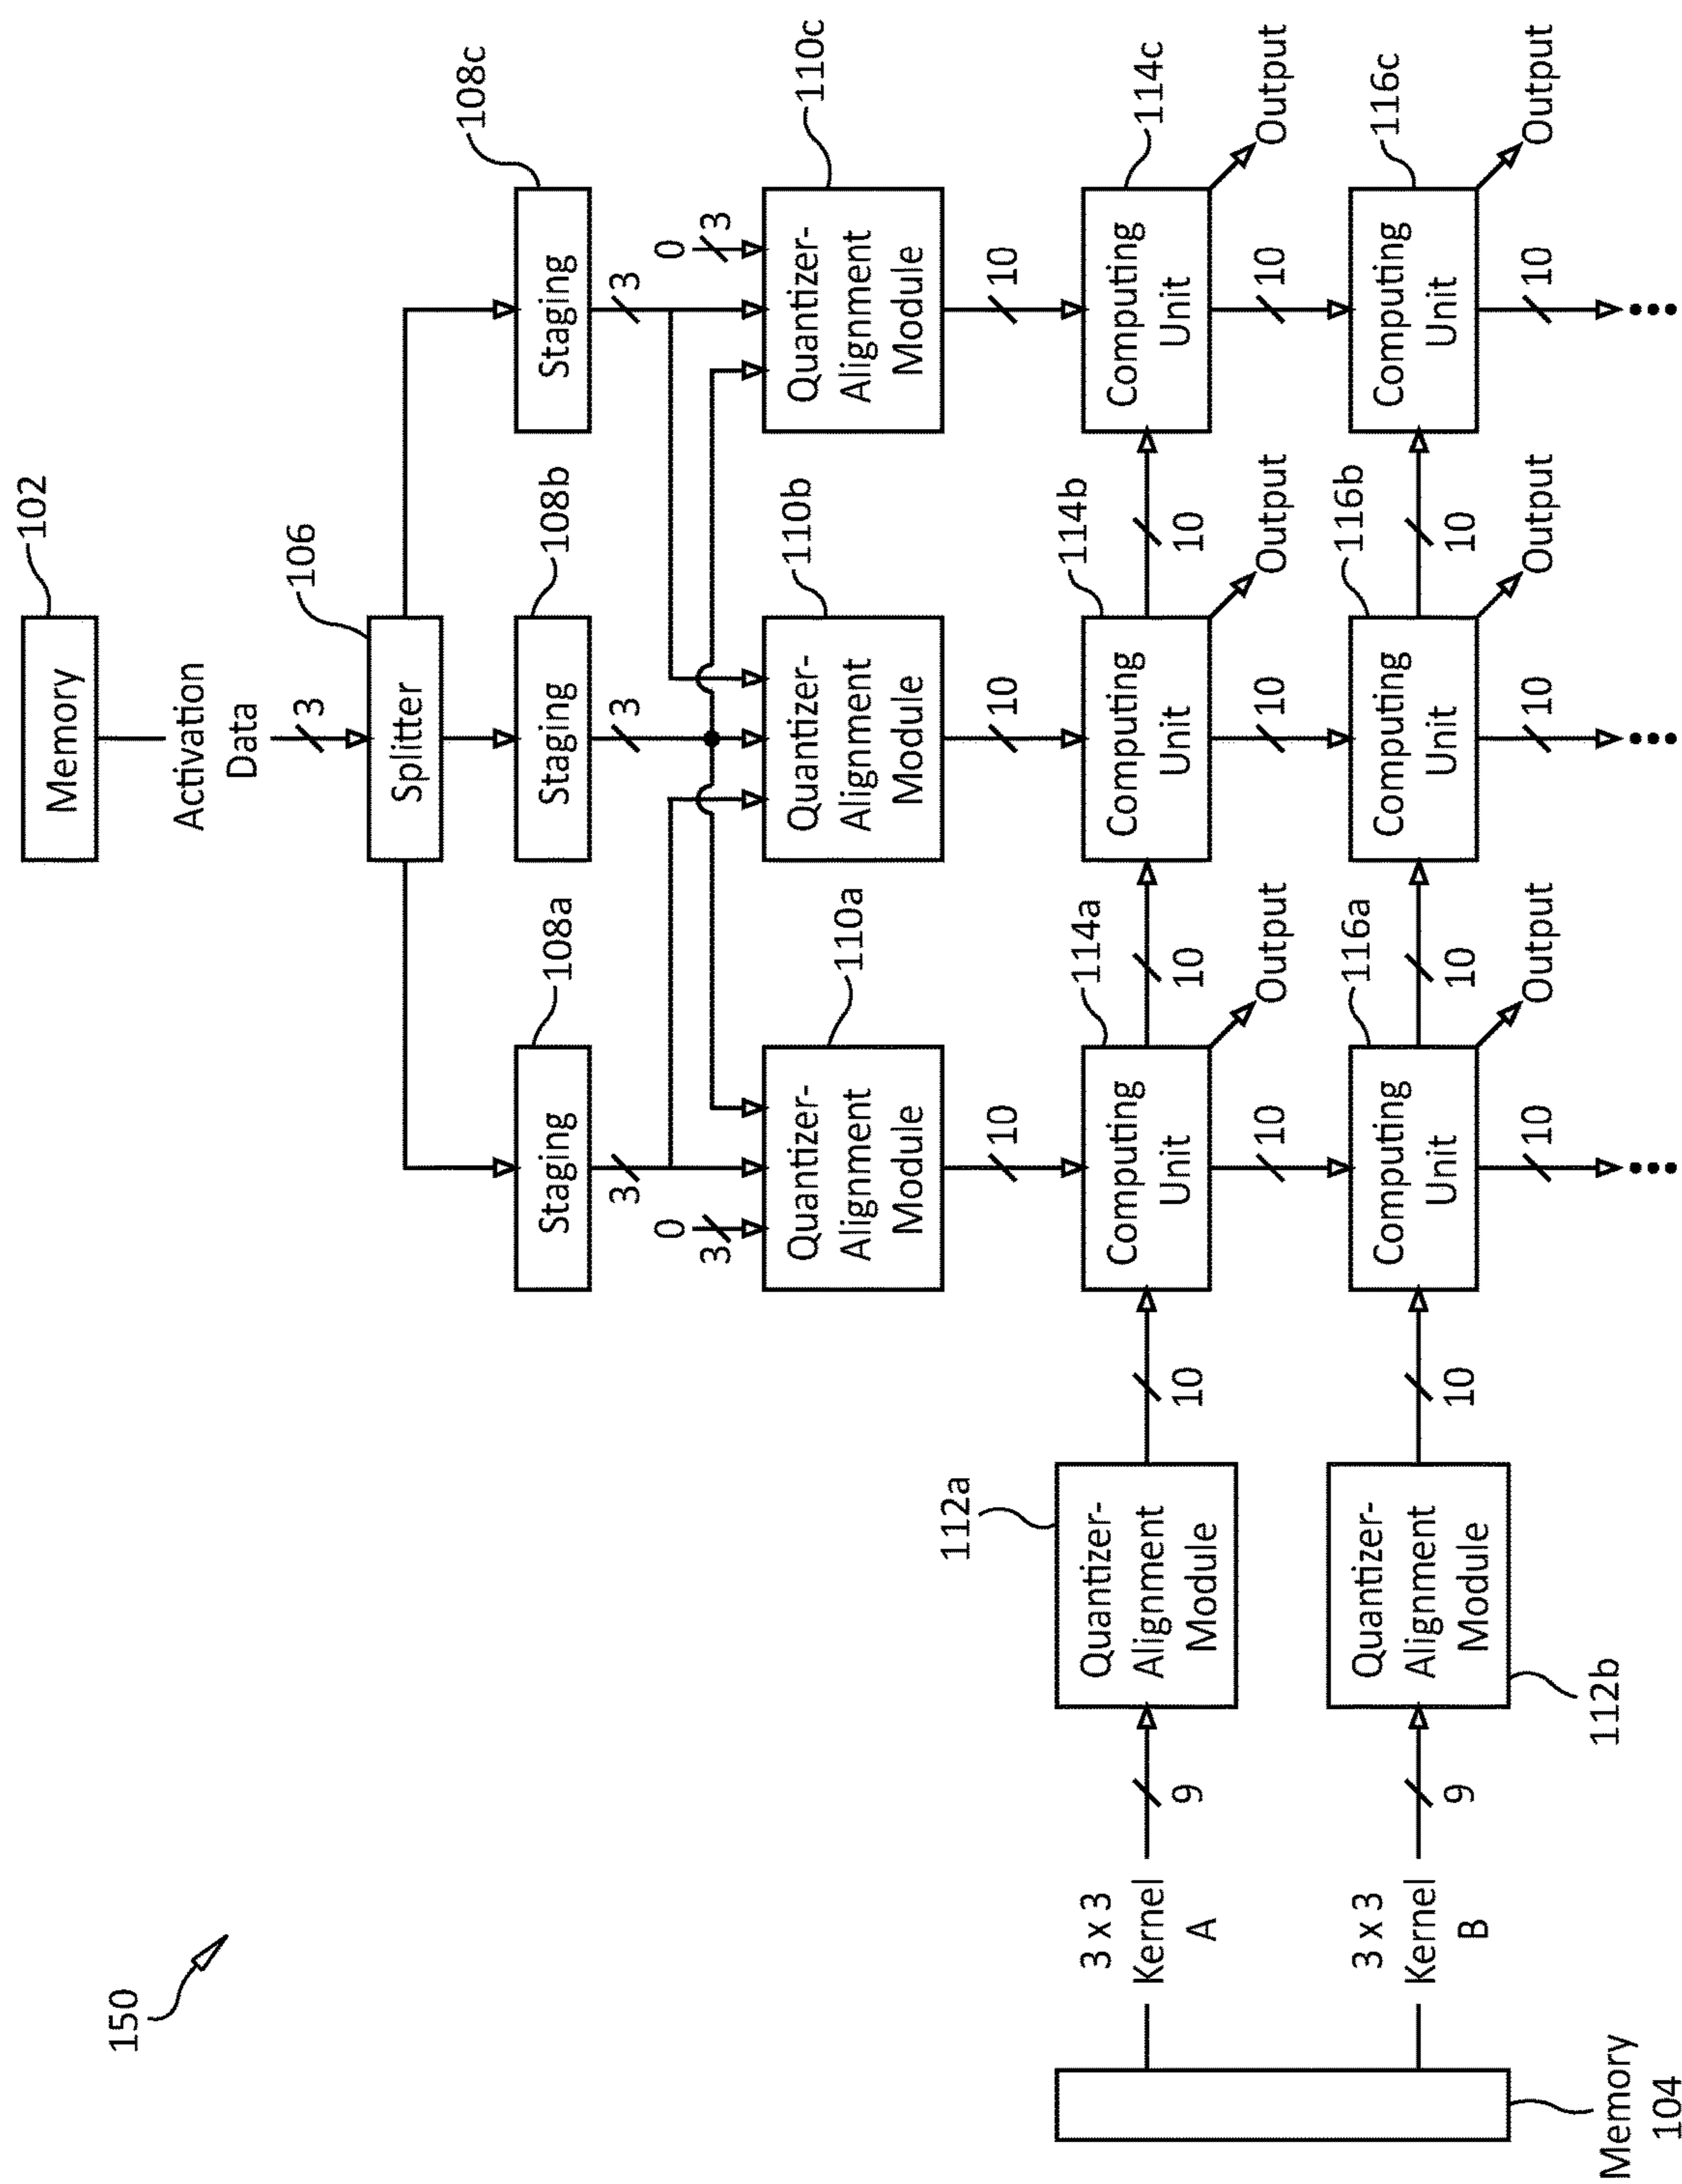 150
Memory
102
Activation
Data
3
106
Splitter
108a
108b
108c
Staging
Staging
Staging
3
3
3
0
3
0
3
110a
110b
110c
Quantizer-
Alignment
Module
Quantizer-
Alignment
Module
Quantizer-
Alignment
Module
10
10
10
Memory
104
3 x 3
Kernel
A
9
112a
Quantizer-
Alignment
Module
10
114a
Computing
Unit
10
114b
Computing
Unit
10
114c
Computing
Unit
Output
Output
Output
10
10
10
3 x 3
Kernel
B
9
112b
Quantizer-
Alignment
Module
10
116a
Computing
Unit
10
116b
Computing
Unit
10
116c
Computing
Unit
Output
Output
Output
10
10
10